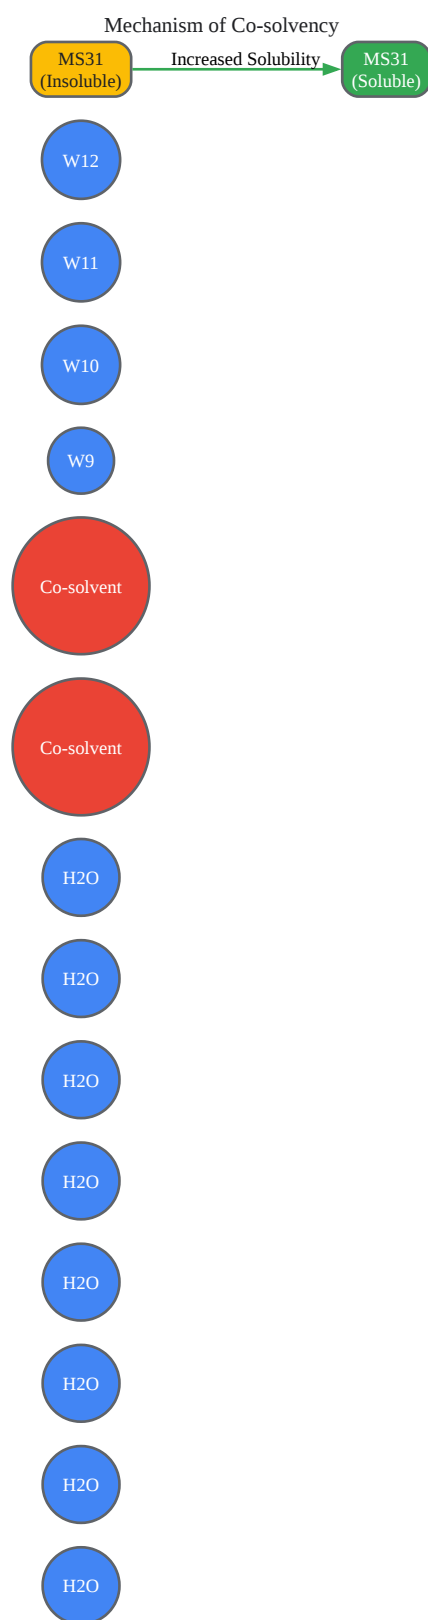 Mechanism of Co-solvency
MS31
(Insoluble)
Increased Solubility
MS31
(Soluble)
W12
W11
W10
W9
Co-solvent
Co-solvent
H2O
H2O
H2O
H2O
H2O
H2O
H2O
H2O